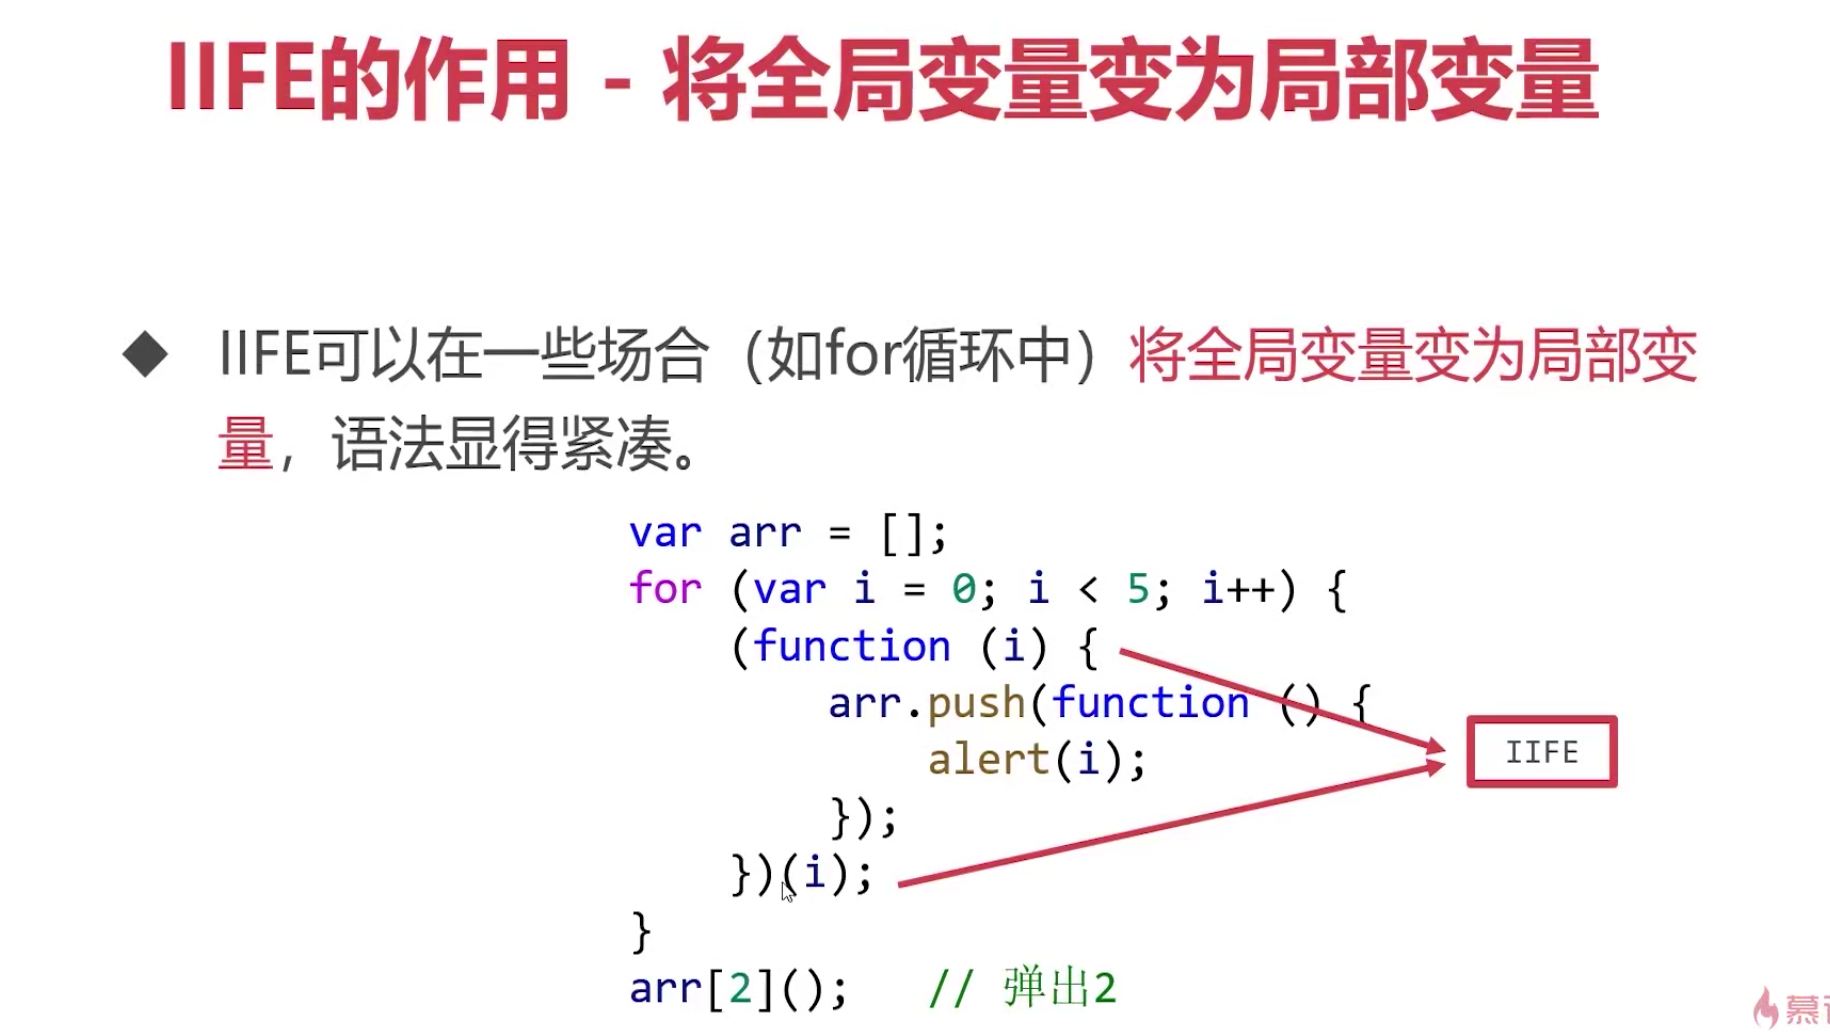 IIFE的作用 - 将全局变量变为局部变量
◆ IIFE可以在一些场合（如for循环中）将全局变量变为局部变
量，语法显得紧凑。
var arr = [];
for (var i = 0; i < 5; i++) {
    (function (i) {
        arr.push(function () {
            alert(i);
        });
    })(i);
}
arr[2]();   // 弹出2
IIFE
慕